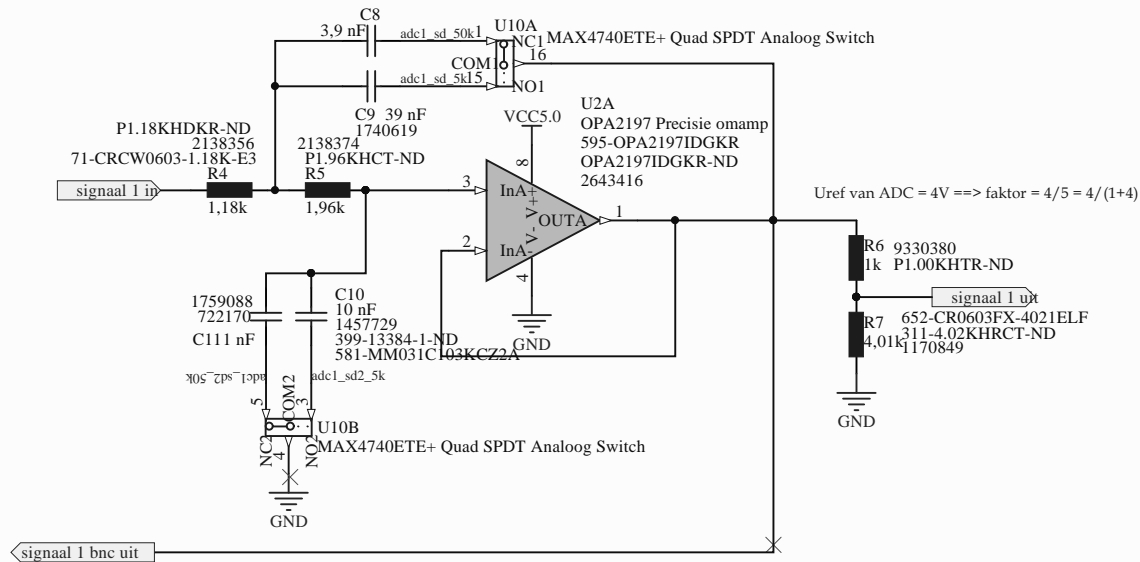 C8
3,9 nF
adc1_sd_50k
1
U10A
NC1
MAX4740ETE+ Quad SPDT Analoog Switch
16
COM1
adc1_sd_5k
15
NO1
C9 39 nF
1740619
P1.18KHDKR-ND
2138356
71-CRCW0603-1.18K-E3
R4
1,18k
signaal 1 in
2138374
P1.96KHCT-ND
R5
1,96k
VCC5.0
U2A
OPA2197 Precisie omamp
595-OPA2197IDGKR
OPA2197IDGKR-ND
2643416
8
3
InA+
V+
OUTA
1
2
InA-
V-
4
GND
Uref van ADC = 4V ==> faktor = 4/5 = 4/(1+4)
R6
1k
9330380
P1.00KHTR-ND
signaal 1 uit
R7
4,01k
652-CR0603FX-4021ELF
311-4.02KHRCT-ND
1170849
GND
1759088
722170
C111 nF
C10
10 nF
1457729
399-13384-1-ND
581-MM031C103KCZ2A
adc1_sd2_50k
adc1_sd2_5k
5
COM2
3
U10B
MAX4740ETE+ Quad SPDT Analoog Switch
NC2
4
NO2
GND
signaal 1 bnc uit